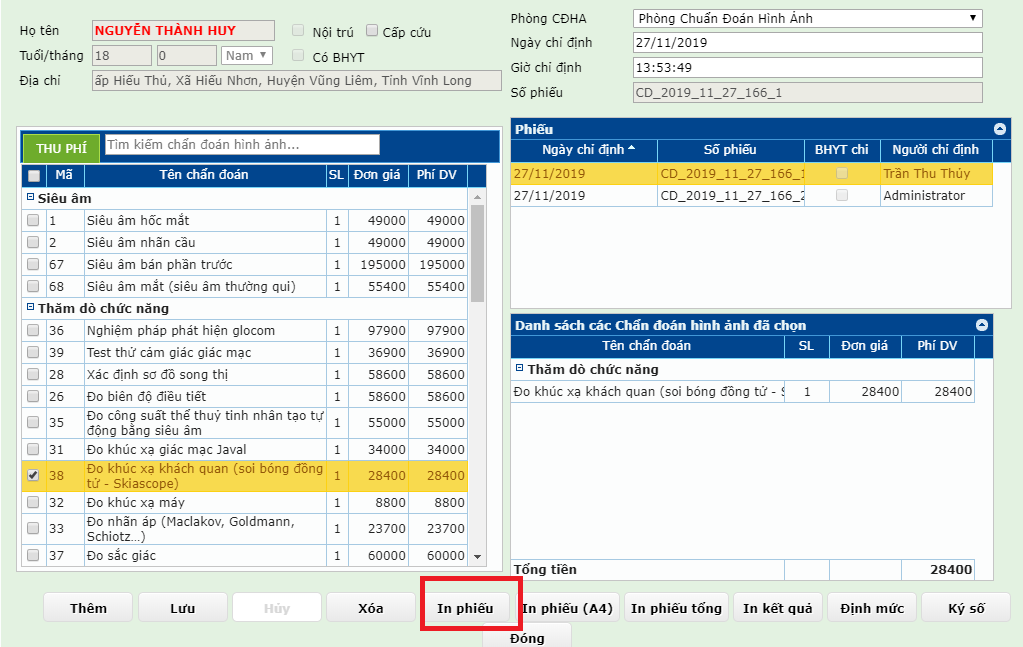 Họ tên NGUYỄN THÀNH HUY Nội trú Cấp cứu
Tuổi/tháng 18 0 Nam Có BHYT
Địa chỉ ấp Hiếu Thủ, Xã Hiếu Nhơn, Huyện Vũng Liêm, Tỉnh Vĩnh Long
Phòng CĐHA Phòng Chuẩn Đoán Hình Ảnh
Ngày chỉ định 27/11/2019
Giờ chỉ định 13:53:49
Số phiếu CD_2019_11_27_166_1
THU PHÍ Tìm kiếm chẩn đoán hình ảnh...
Mã Tên chẩn đoán SL Đơn giá Phí DV
Siêu âm
1 Siêu âm hốc mắt 1 49000 49000
2 Siêu âm nhãn cầu 1 49000 49000
67 Siêu âm bán phần trước 1 195000 195000
68 Siêu âm mắt (siêu âm thường qui) 1 55400 55400
Thăm dò chức năng
36 Nghiệm pháp phát hiện glocom 1 97900 97900
39 Test thử cảm giác giác mạc 1 36900 36900
28 Xác định sơ đồ song thị 1 58600 58600
26 Đo biên độ điều tiết 1 58600 58600
35 Đo công suất thể thuỷ tinh nhân tạo tự
động bằng siêu âm 1 55000 55000
31 Đo khúc xạ giác mạc Javal 1 34000 34000
38 Đo khúc xạ khách quan (soi bóng đồng
tử - Skiascope) 1 28400 28400
32 Đo khúc xạ máy 1 8800 8800
33 Đo nhãn áp (Maclakov, Goldmann,
Schiotz…) 1 23700 23700
37 Đo sắc giác 1 60000 60000
Phiếu
Ngày chỉ định Số phiếu BHYT chi Người chỉ định
27/11/2019 CD_2019_11_27_166_1 Trần Thu Thủy
27/11/2019 CD_2019_11_27_166_2 Administrator
Danh sách các Chẩn đoán hình ảnh đã chọn
Tên chẩn đoán SL Đơn giá Phí DV
Thăm dò chức năng
Đo khúc xạ khách quan (soi bóng đồng tử - S 1 28400 28400
Tổng tiền 28400
Thêm Lưu Hủy Xóa In phiếu In phiếu (A4) In phiếu tổng In kết quả Định mức Ký số
Đóng